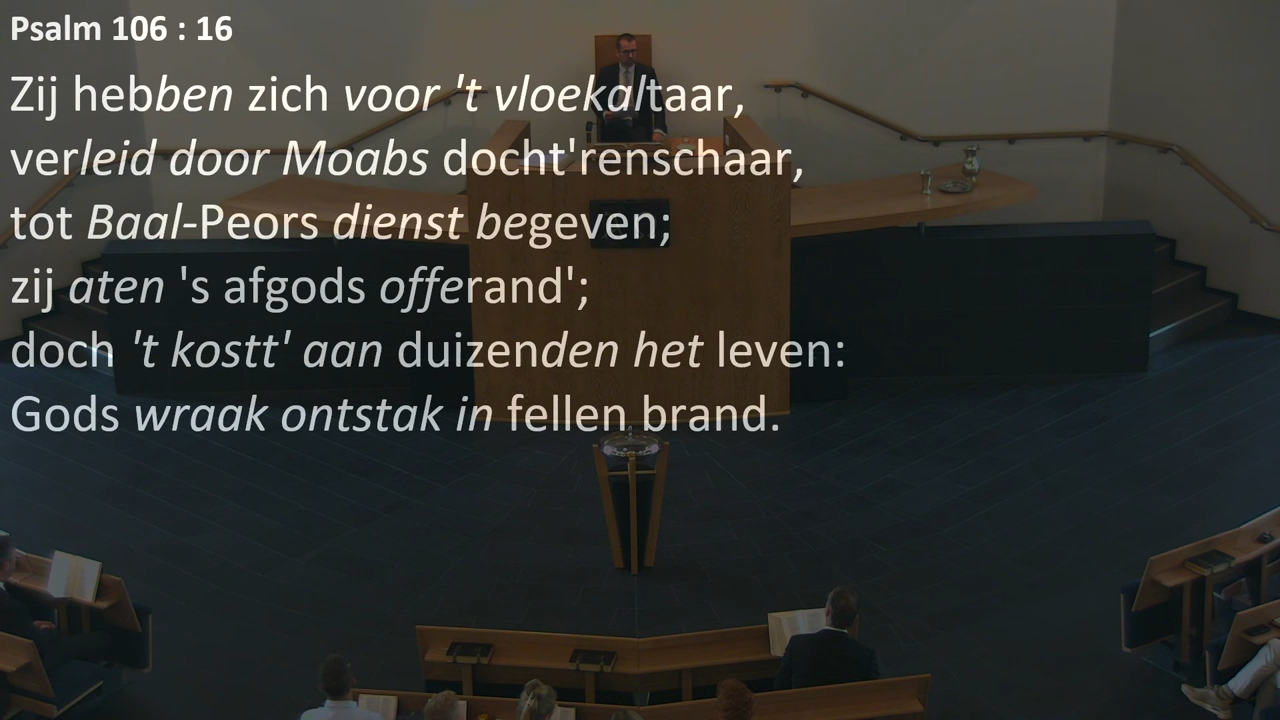 Psalm 106 : 16
Zij hebben zich voor 't vloekaltaar,
verleid door Moabs docht'renschaar,
tot Baal-Peors dienst begeven;
zij aten 's afgods offerand';
doch 't kostt' aan duizenden het leven:
Gods wraak ontstak in fellen brand.